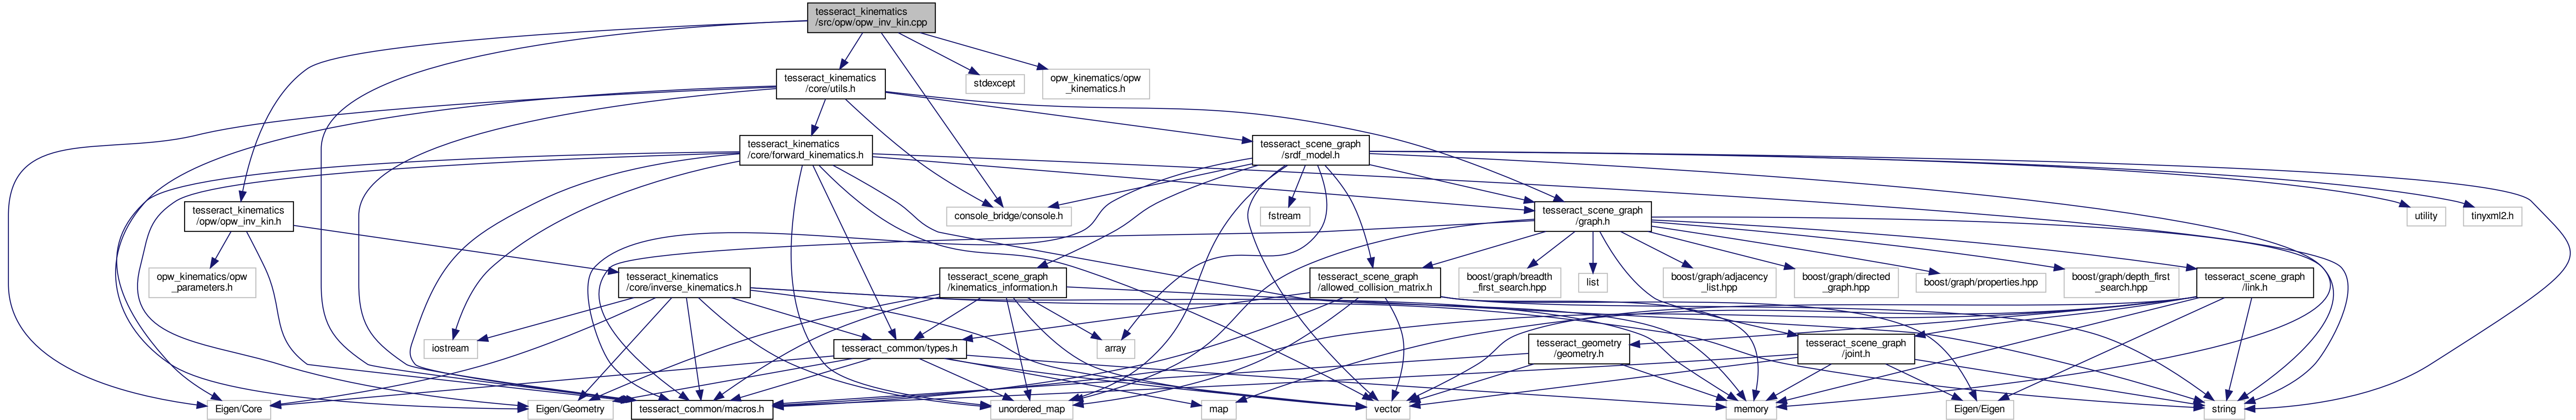 tesseract_kinematics
/src/opw/opw_inv_kin.cpp
tesseract_kinematics
/core/utils.h
stdexcept
opw_kinematics/opw
_kinematics.h
tesseract_kinematics
/core/forward_kinematics.h
tesseract_scene_graph
/srdf_model.h
tesseract_kinematics
/opw/opw_inv_kin.h
console_bridge/console.h
fstream
tesseract_scene_graph
/graph.h
utility
tinyxml2.h
opw_kinematics/opw
_parameters.h
tesseract_kinematics
/core/inverse_kinematics.h
tesseract_scene_graph
/kinematics_information.h
tesseract_scene_graph
/allowed_collision_matrix.h
boost/graph/breadth
_first_search.hpp
list
boost/graph/adjacency
_list.hpp
boost/graph/directed
_graph.hpp
boost/graph/properties.hpp
boost/graph/depth_first
_search.hpp
tesseract_scene_graph
/link.h
iostream
tesseract_common/types.h
array
tesseract_geometry
/geometry.h
tesseract_scene_graph
/joint.h
Eigen/Core
Eigen/Geometry
tesseract_common/macros.h
unordered_map
map
vector
memory
Eigen/Eigen
string